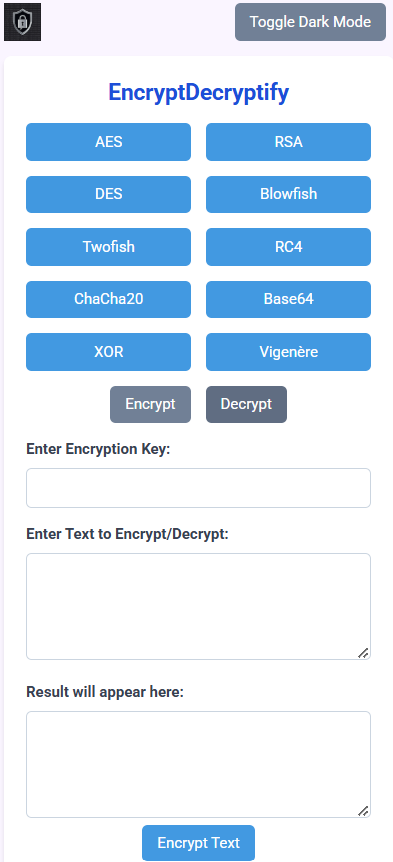 Toggle Dark Mode
EncryptDecryptify
AES RSA
DES Blowfish
Twofish RC4
ChaCha20 Base64
XOR Vigenère
Encrypt Decrypt
Enter Encryption Key:
Enter Text to Encrypt/Decrypt:
Result will appear here:
Encrypt Text